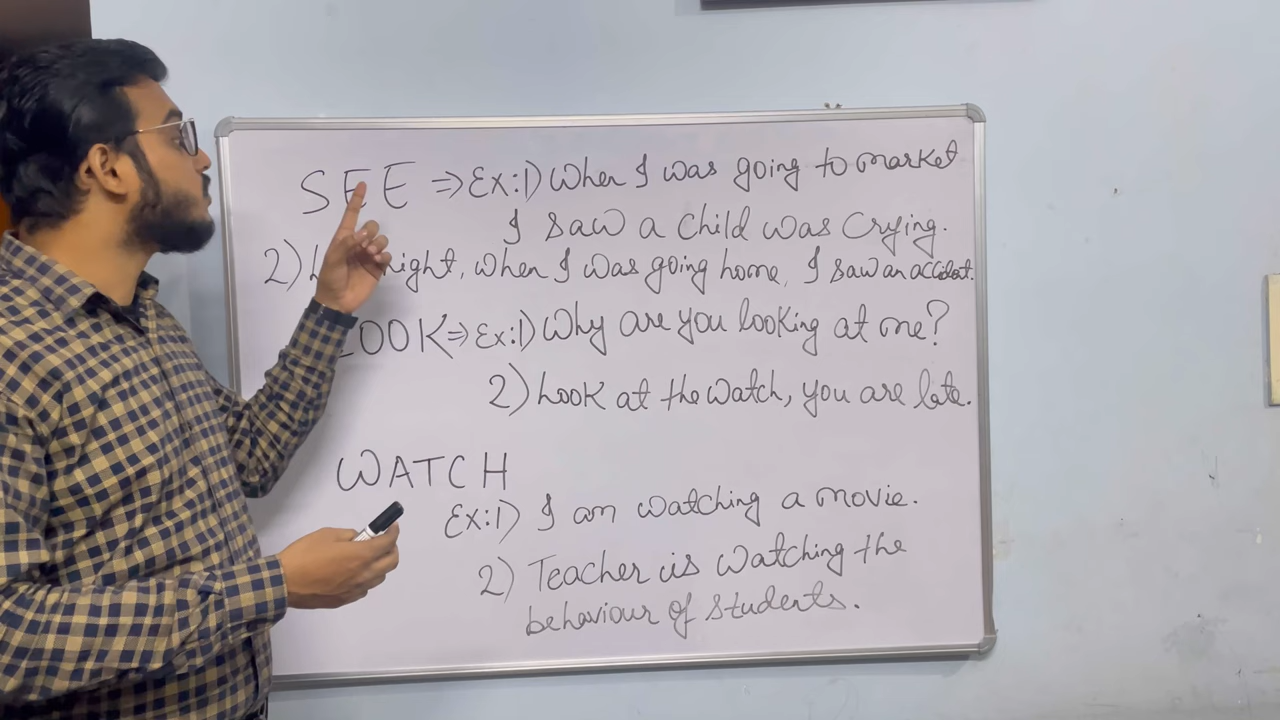 SEE ⇒ Ex:1) When I was going to market
I saw a child was crying.
2) L night, when I was going home, I saw an accident.
LOOK ⇒ Ex:1) Why are you looking at me?
2) Look at the watch, you are late.
WATCH
Ex:1) I am watching a movie.
2) Teacher is watching the
behaviour of students.